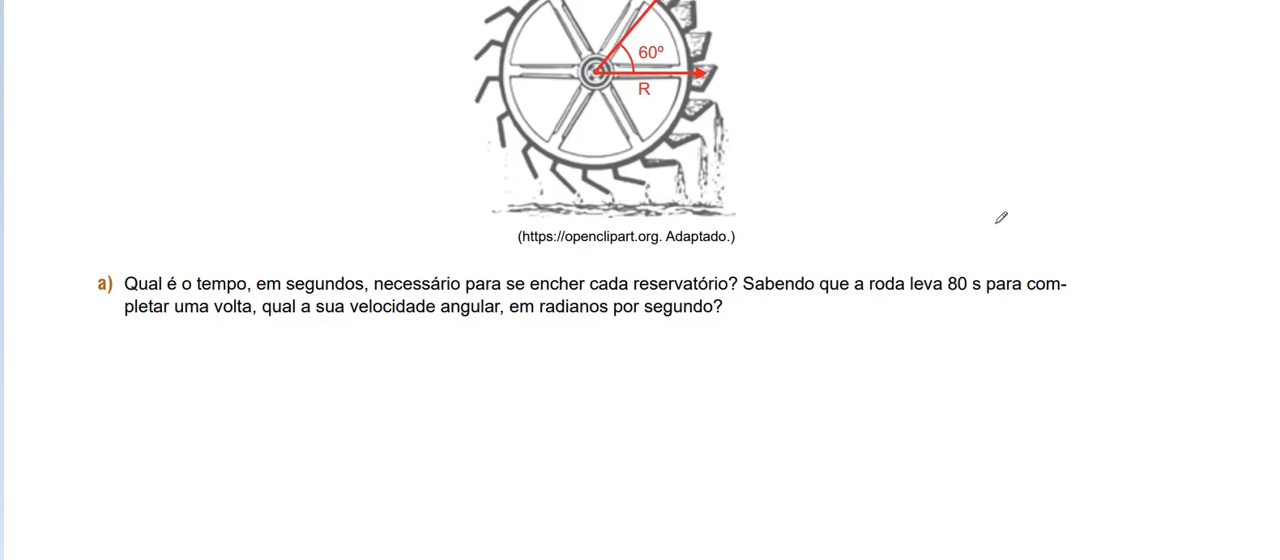 60º
R
(https://openclipart.org. Adaptado.)
a) Qual é o tempo, em segundos, necessário para se encher cada reservatório? Sabendo que a roda leva 80 s para com-
pletar uma volta, qual a sua velocidade angular, em radianos por segundo?